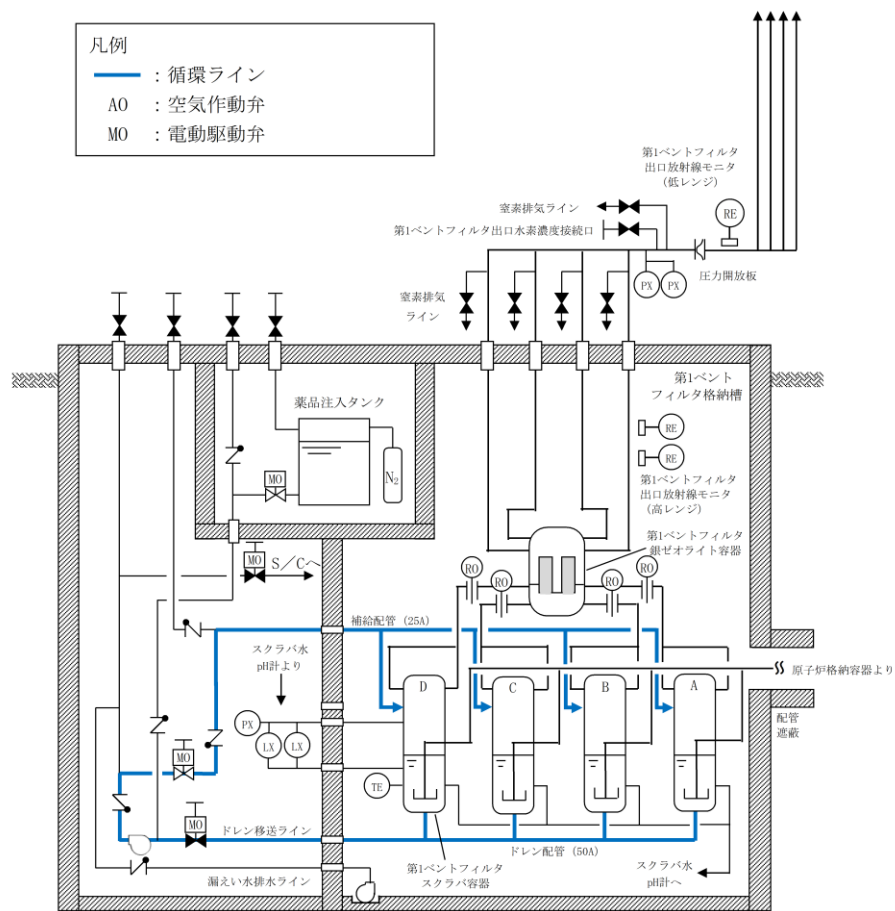 凡例
：循環ライン
AO ：空気作動弁
MO ：電動駆動弁
第1ベントフィルタ
出口放射線モニタ
(低レンジ)
RE
窒素排気ライン
第1ベントフィルタ出口水素濃度接続口
圧力開放板
PX
PX
窒素排気
ライン
第1ベント
フィルタ格納槽
薬品注入タンク
N2
MO
RE
RE
第1ベントフィルタ
出口放射線モニタ
(高レンジ)
MO
S／Cへ
第1ベントフィルタ
銀ゼオライト容器
RO
RO
RO
RO
補給配管 (25A)
スクラバ水
pH計より
原子炉格納容器より
D
C
B
A
配管
遮蔽
PX
LX
LX
MO
TE
MO
ドレン移送ライン
ドレン配管 (50A)
第1ベントフィルタ
スクラバ容器
スクラバ水
pH計へ
漏えい水排水ライン